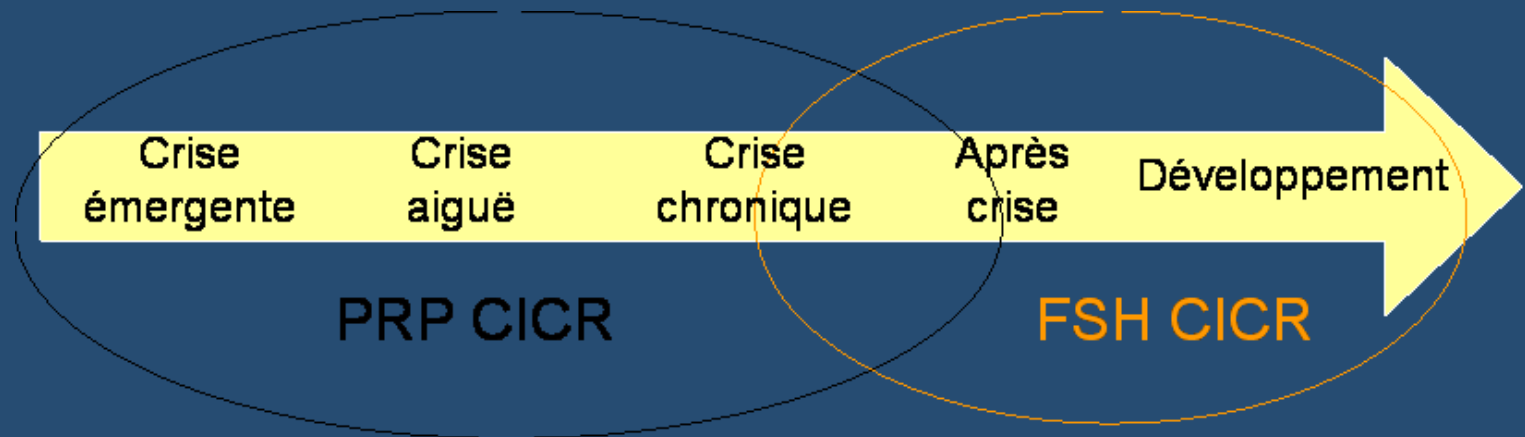 Crise
émergente
Crise
aiguë
Crise
chronique
Après
crise
Développement
PRP CICR
FSH CICR